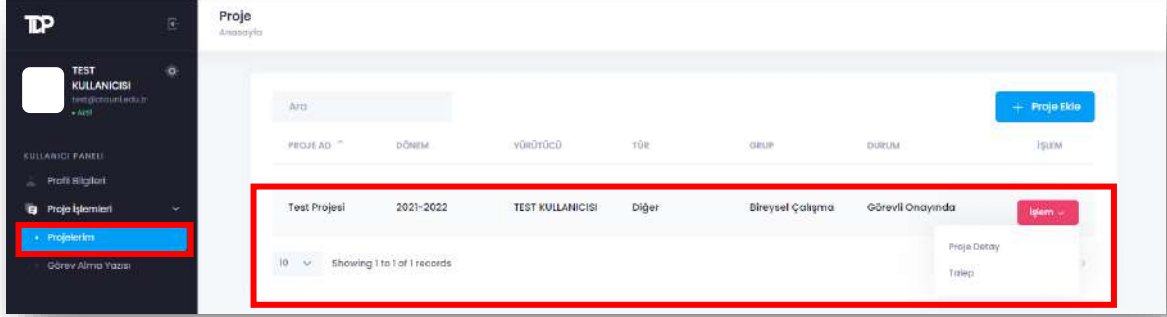 TDP
Proje
Anasayfa
TEST
KULLANICISI
• Aktif
KULLANICI PANELİ
Profil Bilgileri
Proje İşlemleri
Projelerim
Görev Alma Yazısı
Ara
+ Proje Ekle
PROJE AD DÖNEM YÜRÜTÜCÜ TÜR GRUP DURUM İŞLEM
Test Projesi 2021-2022 TEST KULLANICISI Diğer Bireysel Çalışma Görevli Onayında İşlem
Proje Detay
Talep
10 Showing 1 to 1 of 1 records